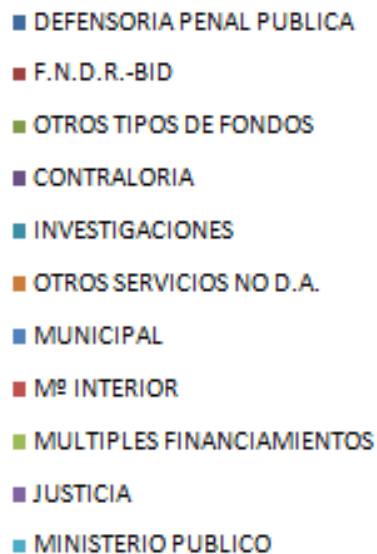 DEFENSORIA PENAL PUBLICA
F.N.D.R.-BID
OTROS TIPOS DE FONDOS
CONTRALORIA
INVESTIGACIONES
OTROS SERVICIOS NO D.A.
MUNICIPAL
Mº INTERIOR
MULTIPLES FINANCIAMIENTOS
JUSTICIA
MINISTERIO PUBLICO